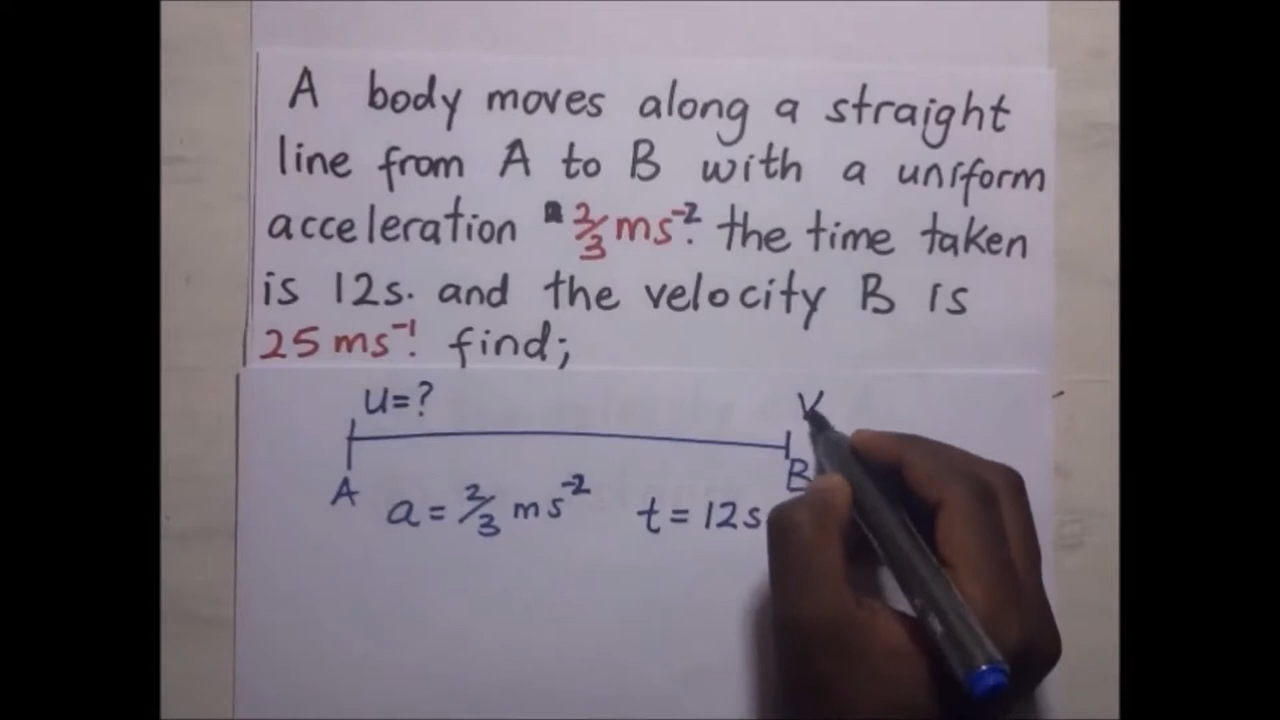 A body moves along a straight
line from A to B with a uniform
acceleration 2/3 ms⁻². the time taken
is 12s. and the velocity B is
25 ms⁻¹. find;
u=? V
A B
a = 2/3 ms⁻² t = 12s